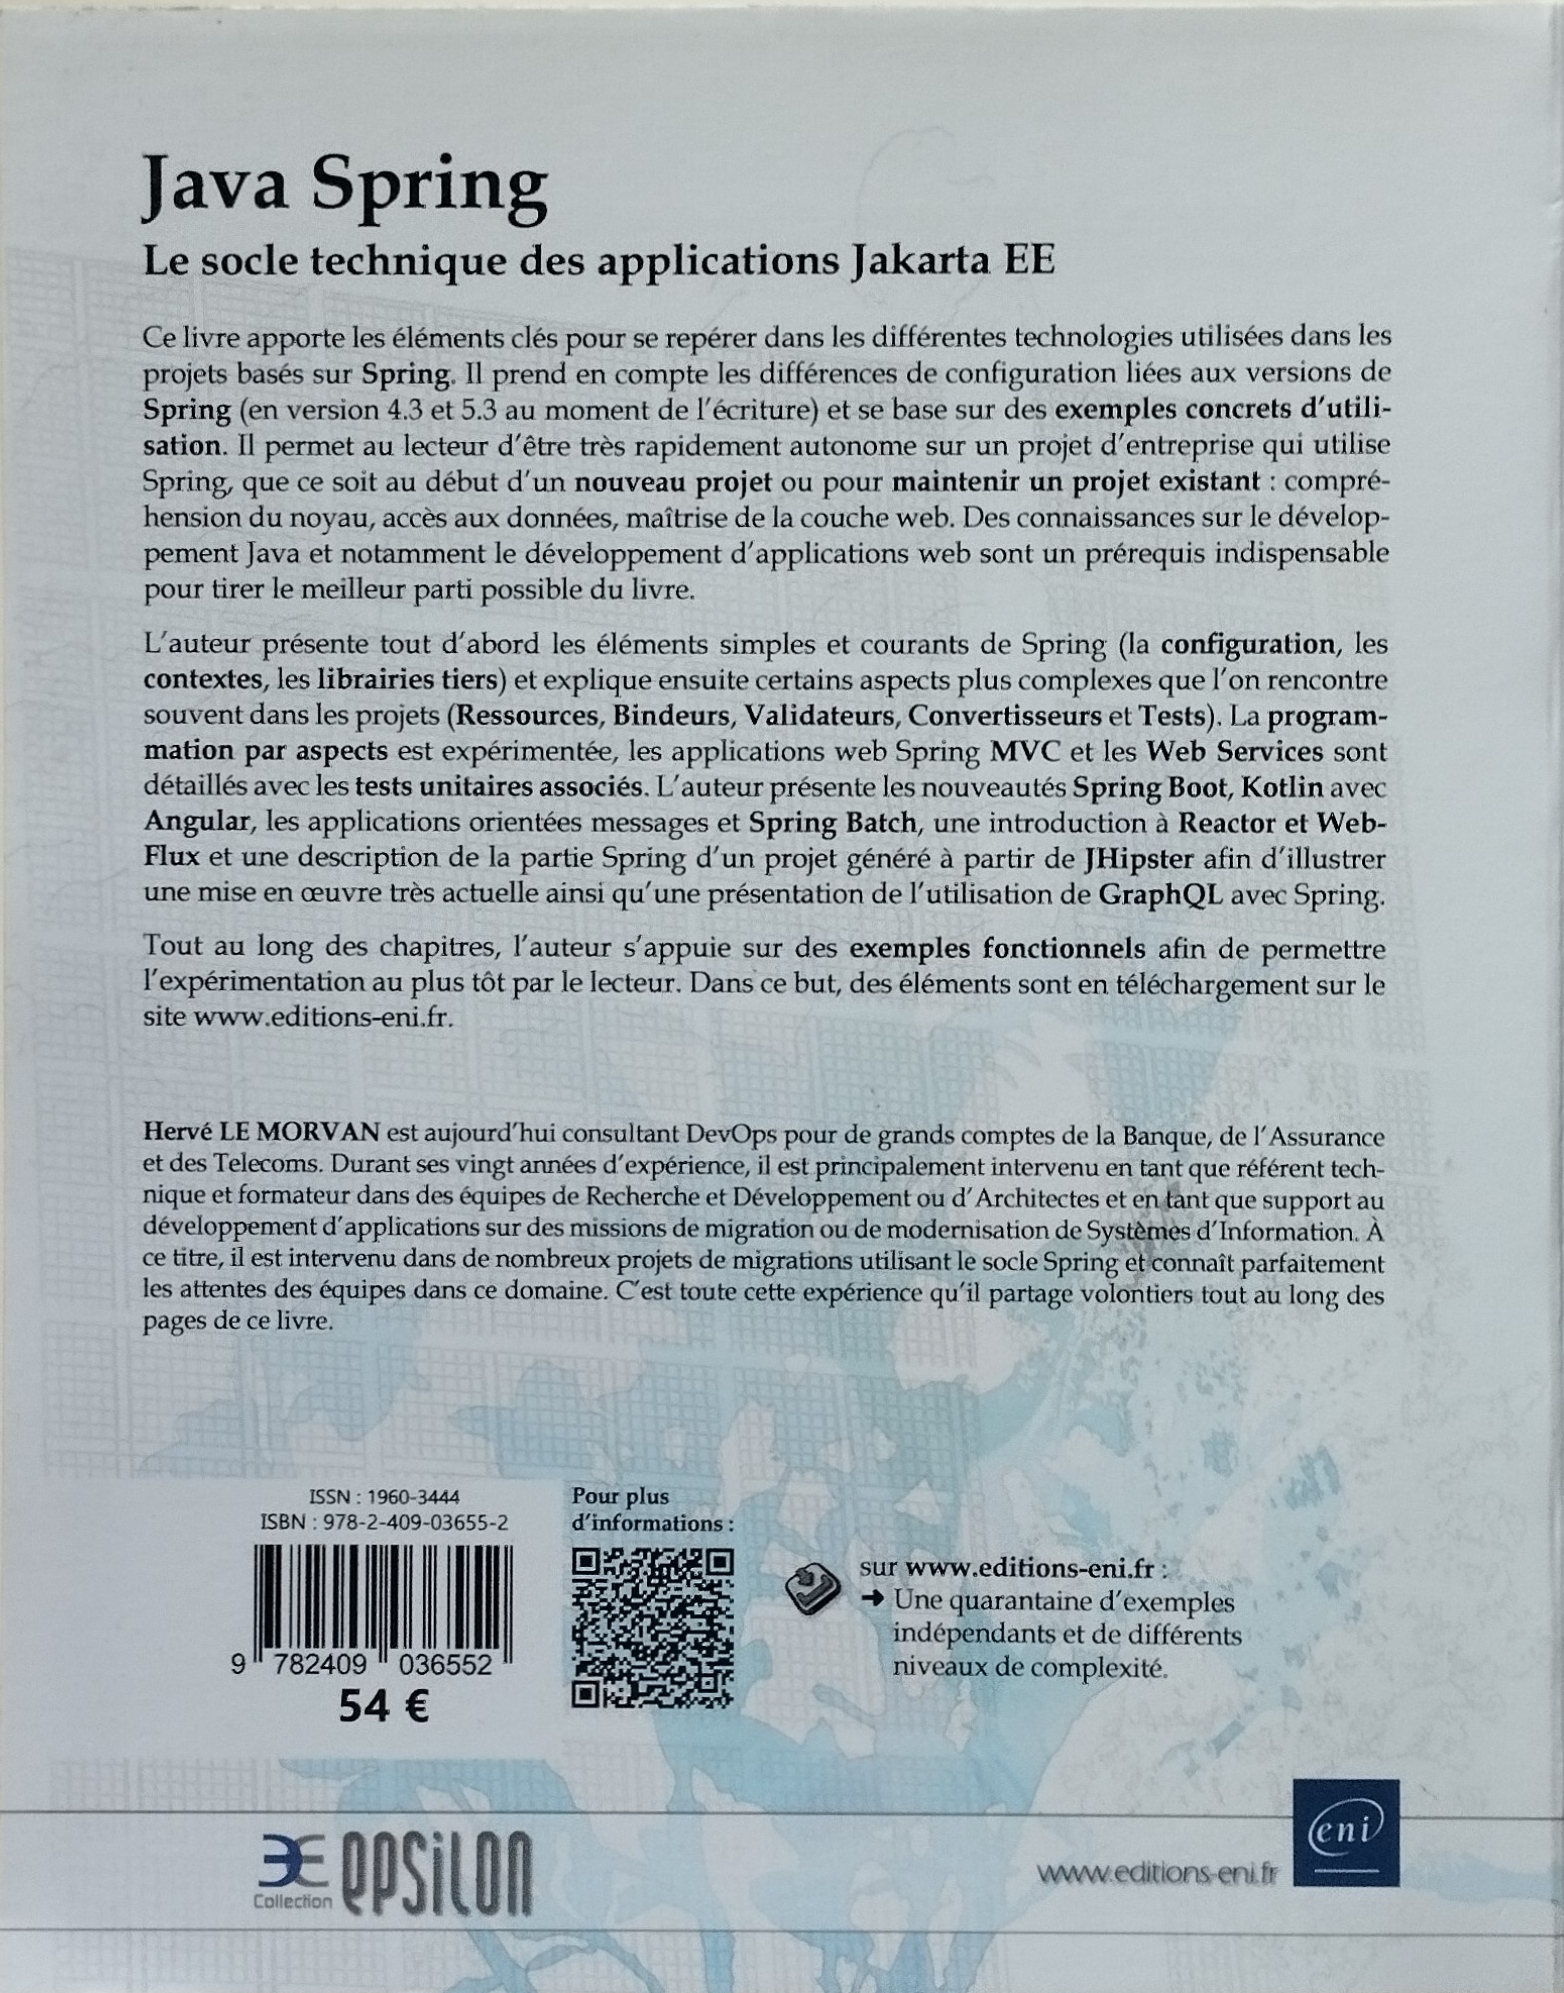 Java Spring
Le socle technique des applications Jakarta EE
Ce livre apporte les éléments clés pour se repérer dans les différentes technologies utilisées dans les
projets basés sur Spring. Il prend en compte les différences de configuration liées aux versions de
Spring (en version 4.3 et 5.3 au moment de l'écriture) et se base sur des exemples concrets d'utili-
sation. Il permet au lecteur d'être très rapidement autonome sur un projet d'entreprise qui utilise
Spring, que ce soit au début d'un nouveau projet ou pour maintenir un projet existant : compré-
hension du noyau, accès aux données, maîtrise de la couche web. Des connaissances sur le dévelop-
pement Java et notamment le développement d'applications web sont un prérequis indispensable
pour tirer le meilleur parti possible du livre.
L'auteur présente tout d'abord les éléments simples et courants de Spring (la configuration, les
contextes, les librairies tiers) et explique ensuite certains aspects plus complexes que l'on rencontre
souvent dans les projets (Ressources, Bindeurs, Validateurs, Convertisseurs et Tests). La program-
mation par aspects est expérimentée, les applications web Spring MVC et les Web Services sont
détaillés avec les tests unitaires associés. L'auteur présente les nouveautés Spring Boot, Kotlin avec
Angular, les applications orientées messages et Spring Batch, une introduction à Reactor et Web-
Flux et une description de la partie Spring d'un projet généré à partir de JHipster afin d'illustrer
une mise en œuvre très actuelle ainsi qu'une présentation de l'utilisation de GraphQL avec Spring.
Tout au long des chapitres, l'auteur s'appuie sur des exemples fonctionnels afin de permettre
l'expérimentation au plus tôt par le lecteur. Dans ce but, des éléments sont en téléchargement sur le
site www.editions-eni.fr.
Hervé LE MORVAN est aujourd'hui consultant DevOps pour de grands comptes de la Banque, de l'Assurance
et des Telecoms. Durant ses vingt années d'expérience, il est principalement intervenu en tant que référent tech-
nique et formateur dans des équipes de Recherche et Développement ou d'Architectes et en tant que support au
développement d'applications sur des missions de migration ou de modernisation de Systèmes d'Information. À
ce titre, il est intervenu dans de nombreux projets de migrations utilisant le socle Spring et connaît parfaitement
les attentes des équipes dans ce domaine. C'est toute cette expérience qu'il partage volontiers tout au long des
pages de ce livre.
ISSN : 1960-3444
ISBN : 978-2-409-03655-2
9 782409 036552
54 €
Pour plus
d'informations :
sur www.editions-eni.fr :
➜ Une quarantaine d'exemples
indépendants et de différents
niveaux de complexité.
Collection epsilon
www.editions-eni.fr
eni